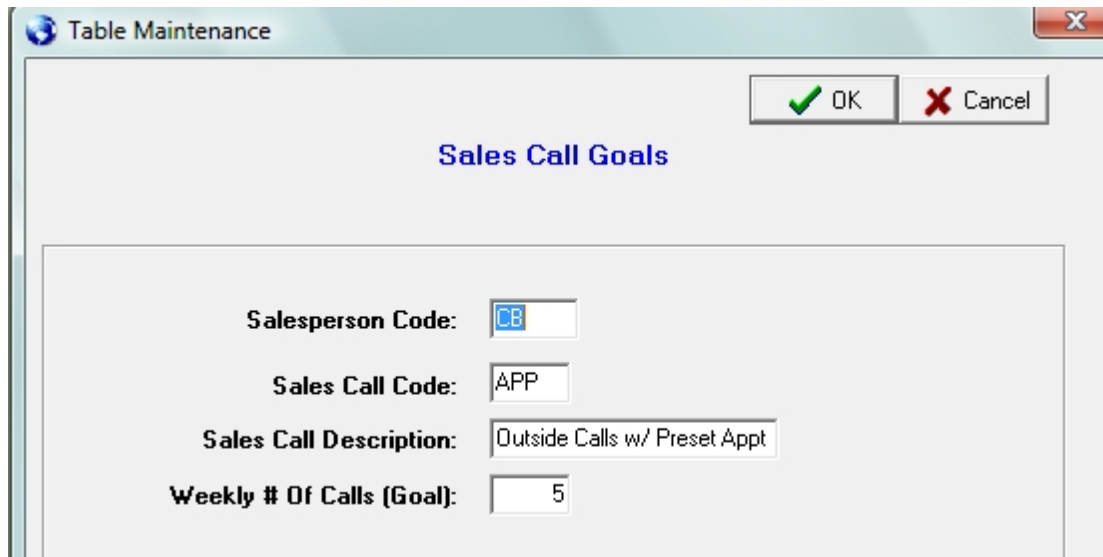 Table Maintenance
OK Cancel
Sales Call Goals
Salesperson Code: CB
Sales Call Code: APP
Sales Call Description: Outside Calls w/ Preset Appt
Weekly # Of Calls (Goal): 5